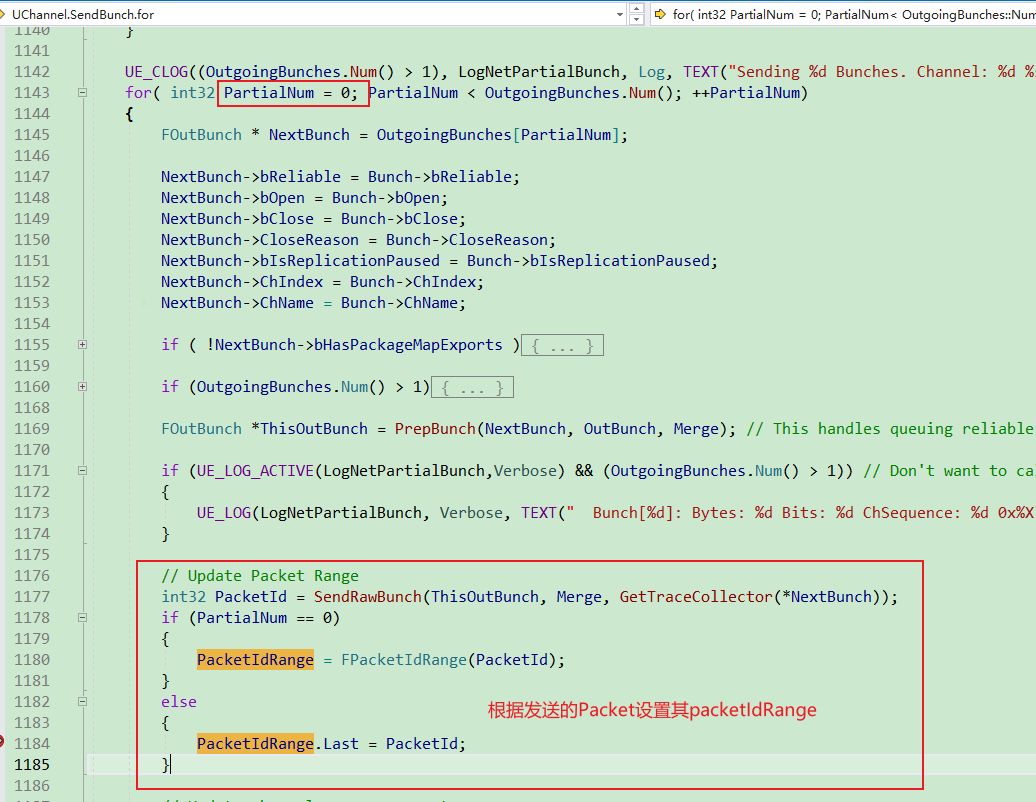 UChannel.SendBunch.for
for( int32 PartialNum = 0; PartialNum< OutgoingBunches::Num
1140 }
1141
1142 UE_CLOG((OutgoingBunches.Num() > 1), LogNetPartialBunch, Log, TEXT("Sending %d Bunches. Channel: %d %
1143 for( int32 PartialNum = 0; PartialNum < OutgoingBunches.Num(); ++PartialNum)
1144 {
1145 FOutBunch * NextBunch = OutgoingBunches[PartialNum];
1146
1147 NextBunch->bReliable = Bunch->bReliable;
1148 NextBunch->bOpen = Bunch->bOpen;
1149 NextBunch->bClose = Bunch->bClose;
1150 NextBunch->CloseReason = Bunch->CloseReason;
1151 NextBunch->bIsReplicationPaused = Bunch->bIsReplicationPaused;
1152 NextBunch->ChIndex = Bunch->ChIndex;
1153 NextBunch->ChName = Bunch->ChName;
1154
1155 if ( !NextBunch->bHasPackageMapExports ){ ... }
1159
1160 if (OutgoingBunches.Num() > 1){ ... }
1168
1169 FOutBunch *ThisOutBunch = PrepBunch(NextBunch, OutBunch, Merge); // This handles queuing reliable
1170
1171 if (UE_LOG_ACTIVE(LogNetPartialBunch,Verbose) && (OutgoingBunches.Num() > 1)) // Don't want to ca
1172 {
1173 UE_LOG(LogNetPartialBunch, Verbose, TEXT("  Bunch[%d]: Bytes: %d Bits: %d ChSequence: %d 0x%X
1174 }
1175
1176 // Update Packet Range
1177 int32 PacketId = SendRawBunch(ThisOutBunch, Merge, GetTraceCollector(*NextBunch));
1178 if (PartialNum == 0)
1179 {
1180 PacketIdRange = FPacketIdRange(PacketId);
1181 }
1182 else
根据发送的Packet设置其packetIdRange
1183 {
1184 PacketIdRange.Last = PacketId;
1185 }
1186